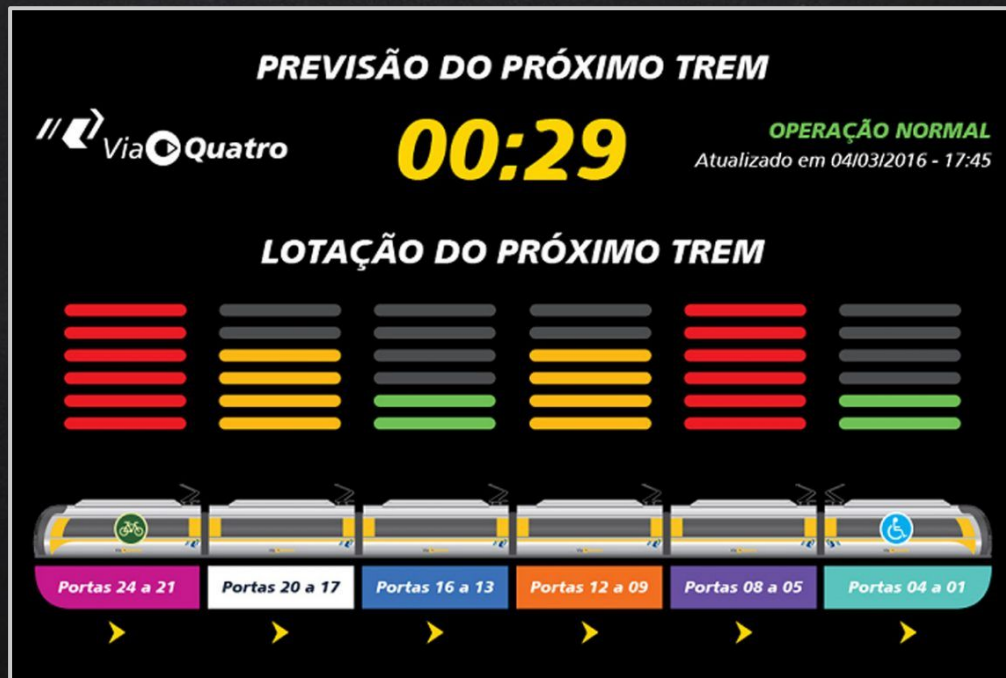 PREVISÃO DO PRÓXIMO TREM
ViaQuatro
00:29
OPERAÇÃO NORMAL
Atualizado em 04/03/2016 - 17:45
LOTAÇÃO DO PRÓXIMO TREM
Portas 24 a 21
Portas 20 a 17
Portas 16 a 13
Portas 12 a 09
Portas 08 a 05
Portas 04 a 01